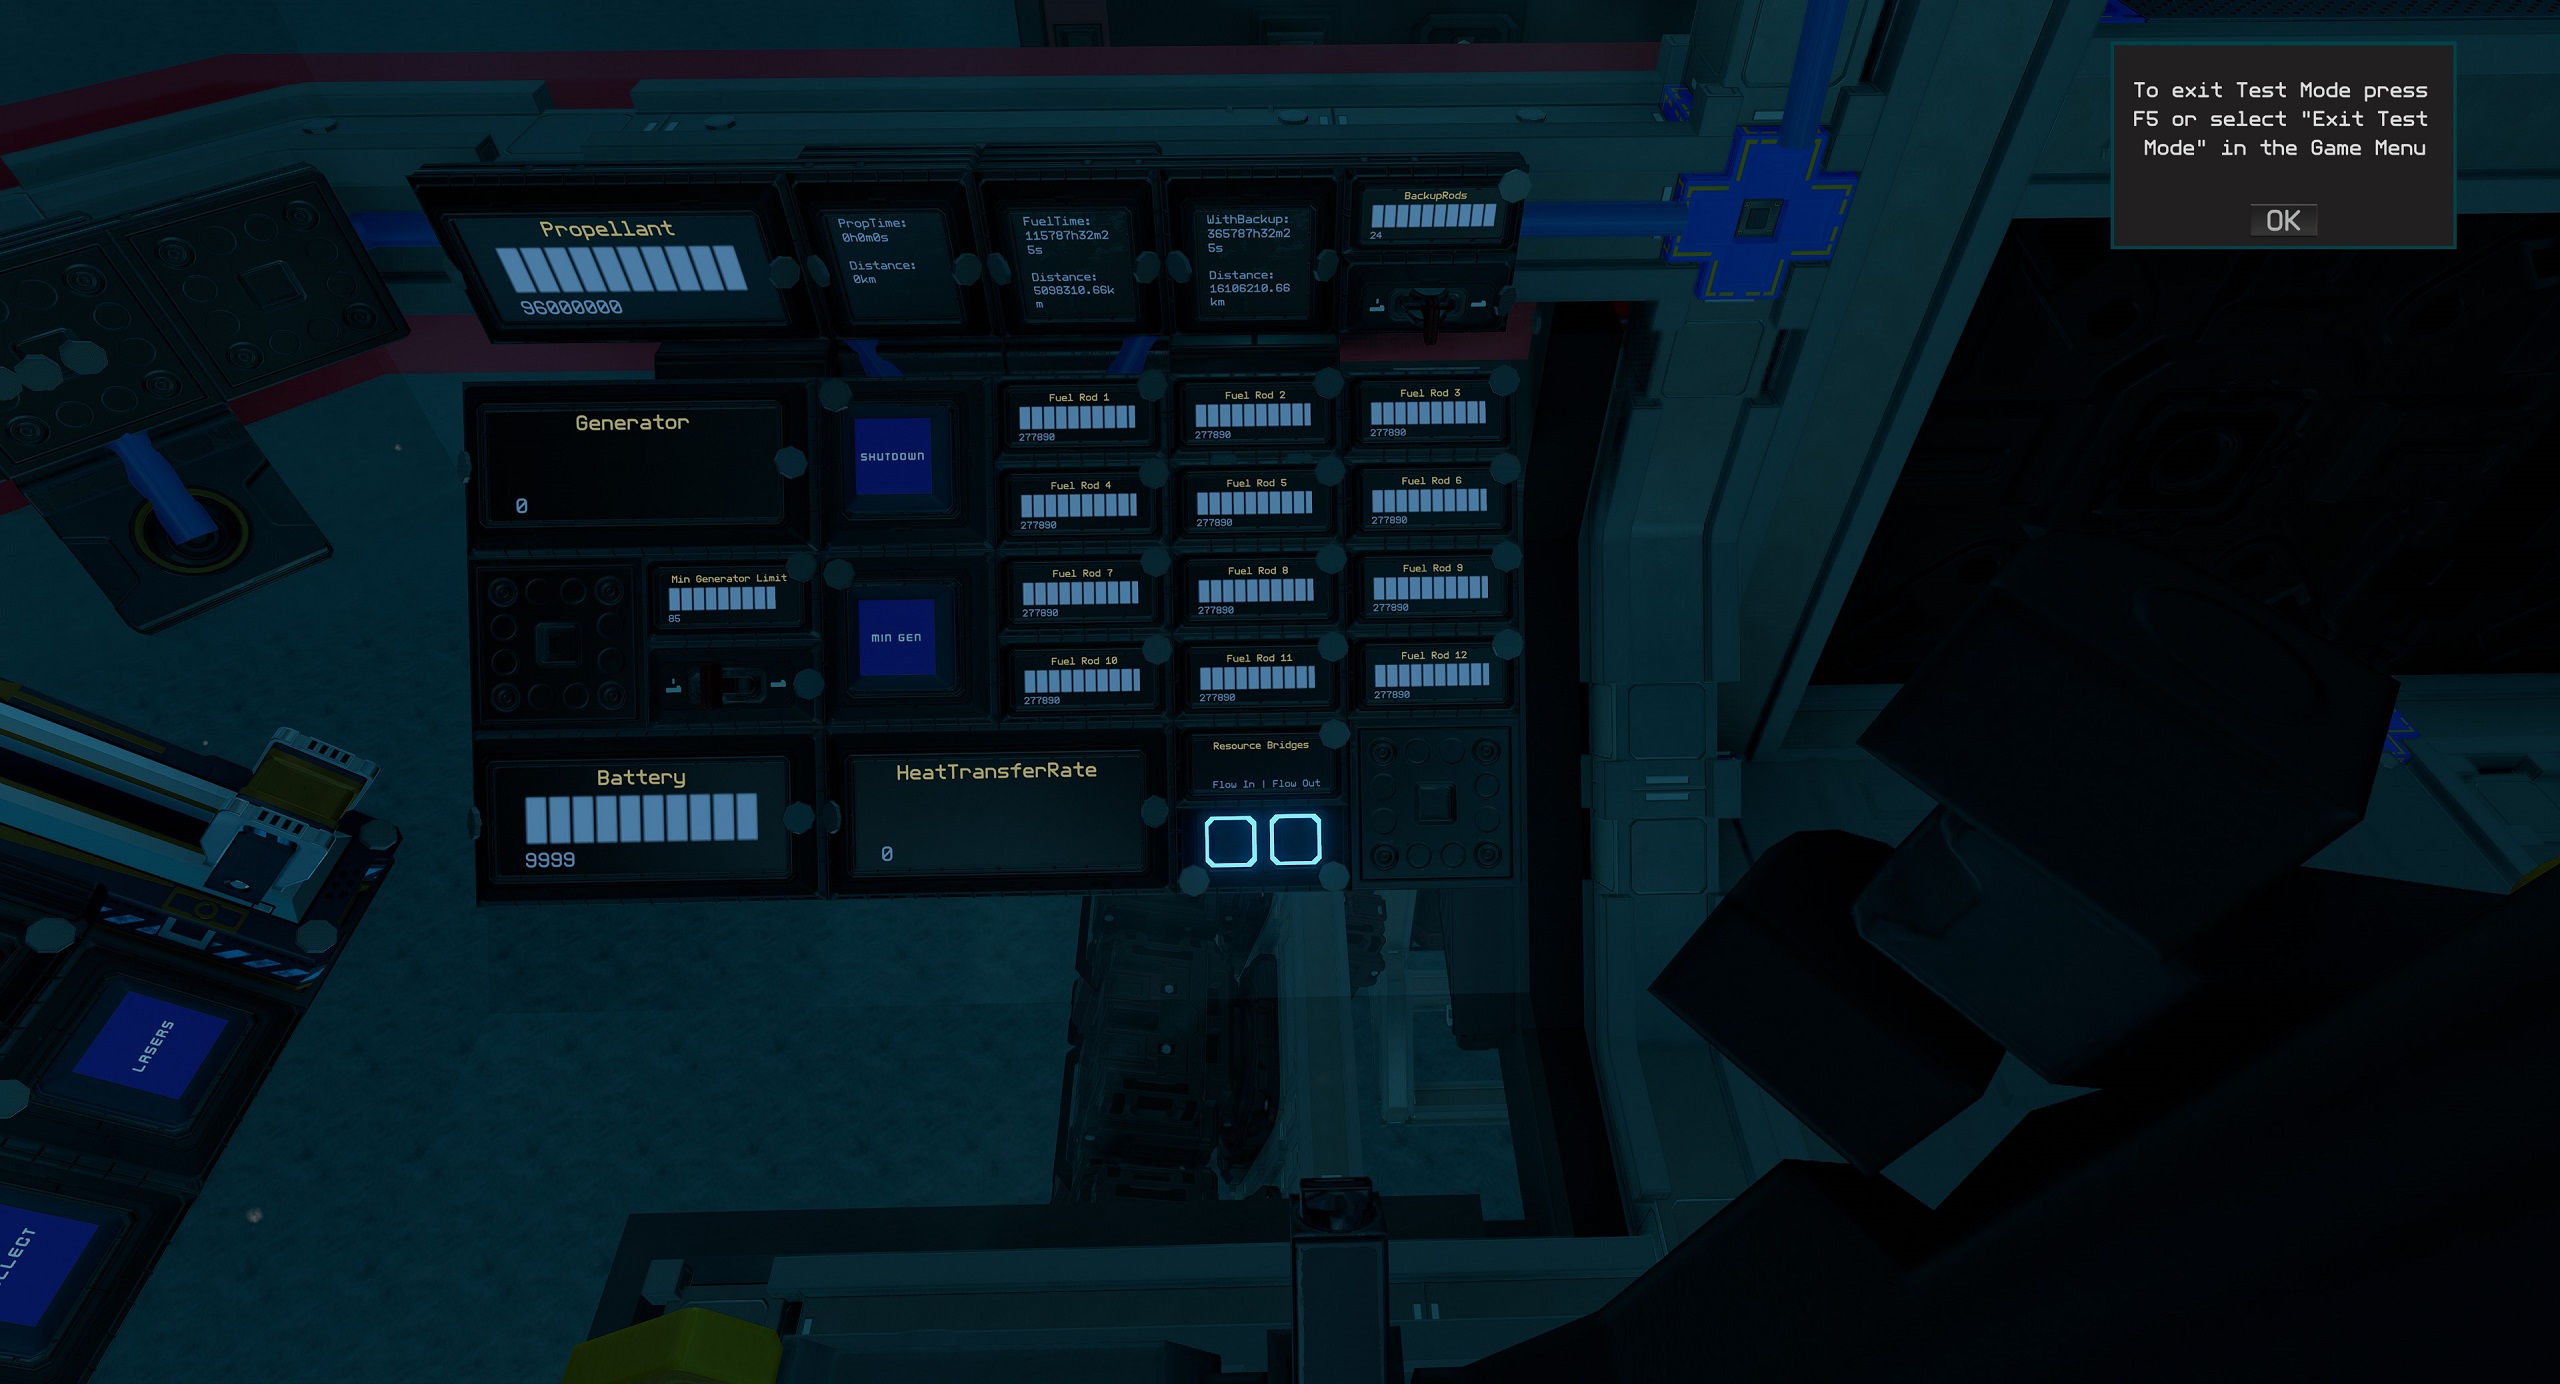 To exit Test Mode press
F5 or select "Exit Test
Mode" in the Game Menu
OK
Propellant
96000000
PropTime:
0h0m0s
Distance:
0km
FuelTime:
115787h32m2
5s
Distance:
5098310.66k
m
WithBackup:
365787h32m2
5s
Distance:
16106210.66
km
BackupRods
24
-1
1
Generator
0
SHUTDOWN
Fuel Rod 1
277890
Fuel Rod 2
277890
Fuel Rod 3
277890
Fuel Rod 4
277890
Fuel Rod 5
277890
Fuel Rod 6
277890
Min Generator Limit
85
MIN GEN
Fuel Rod 7
277890
Fuel Rod 8
277890
Fuel Rod 9
277890
Fuel Rod 10
277890
Fuel Rod 11
277890
Fuel Rod 12
277890
Battery
9999
HeatTransferRate
0
Resource Bridges
Flow In | Flow Out
LASERS